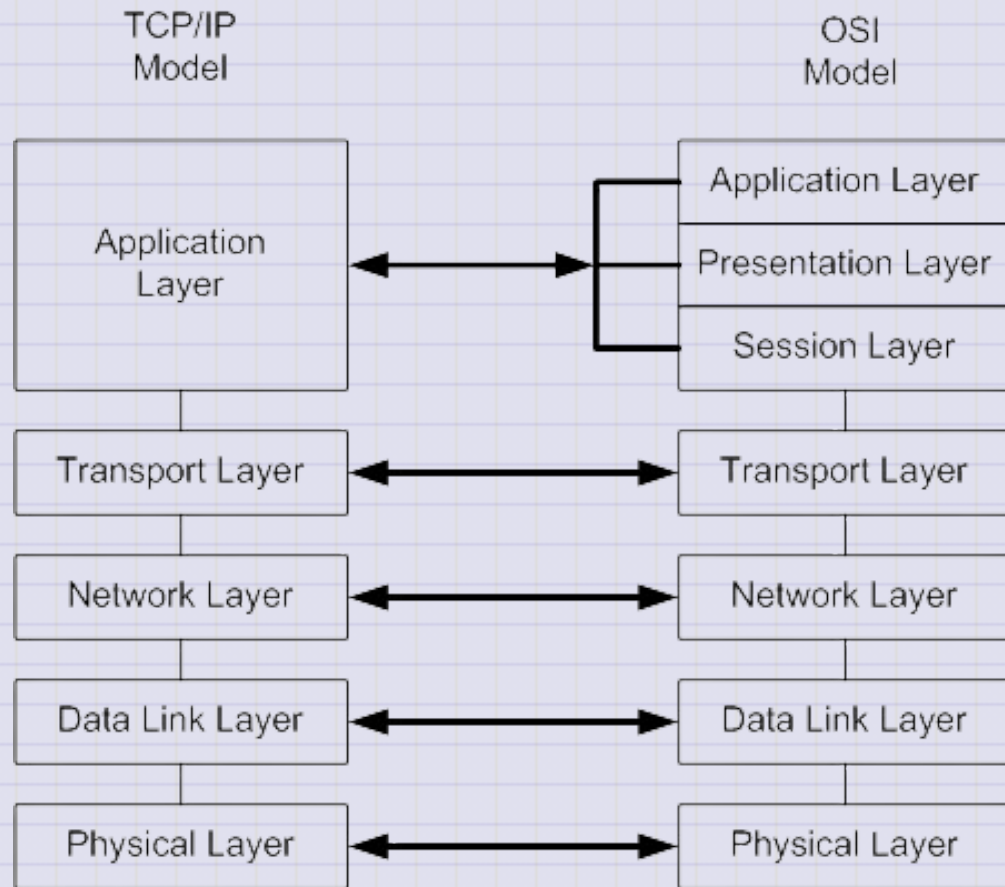 TCP/IP
Model
Application
Layer
Transport Layer
Network Layer
Data Link Layer
Physical Layer
OSI
Model
Application Layer
Presentation Layer
Session Layer
Transport Layer
Network Layer
Data Link Layer
Physical Layer